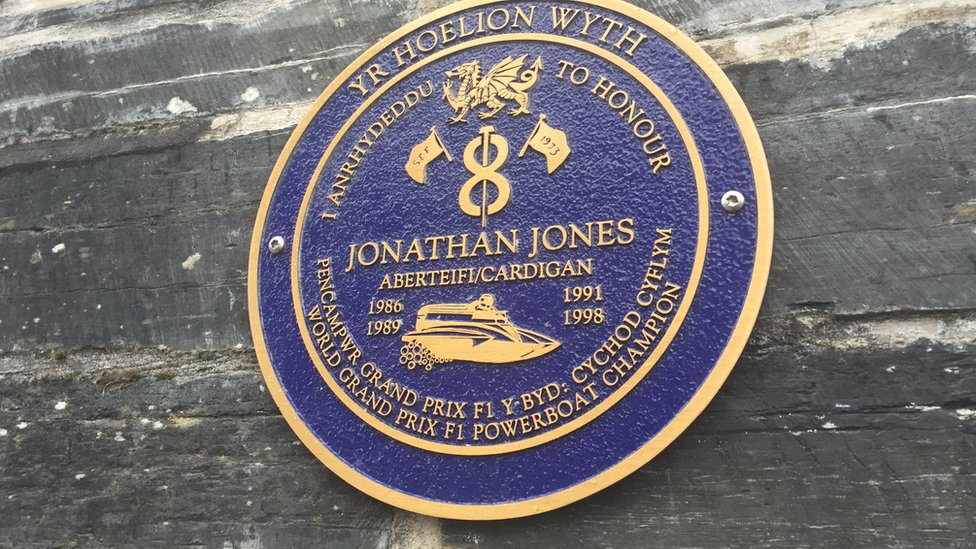 YR HOELION WYTH
I ANRHYDEDDU
TO HONOUR
S.F.F
1973
8
JONATHAN JONES
ABERTEIFI/CARDIGAN
1986
1989
1991
1998
PENCAMPWR GRAND PRIX F1 Y BYD: CYCHOD CYFLYM
WORLD GRAND PRIX F1 POWERBOAT CHAMPION